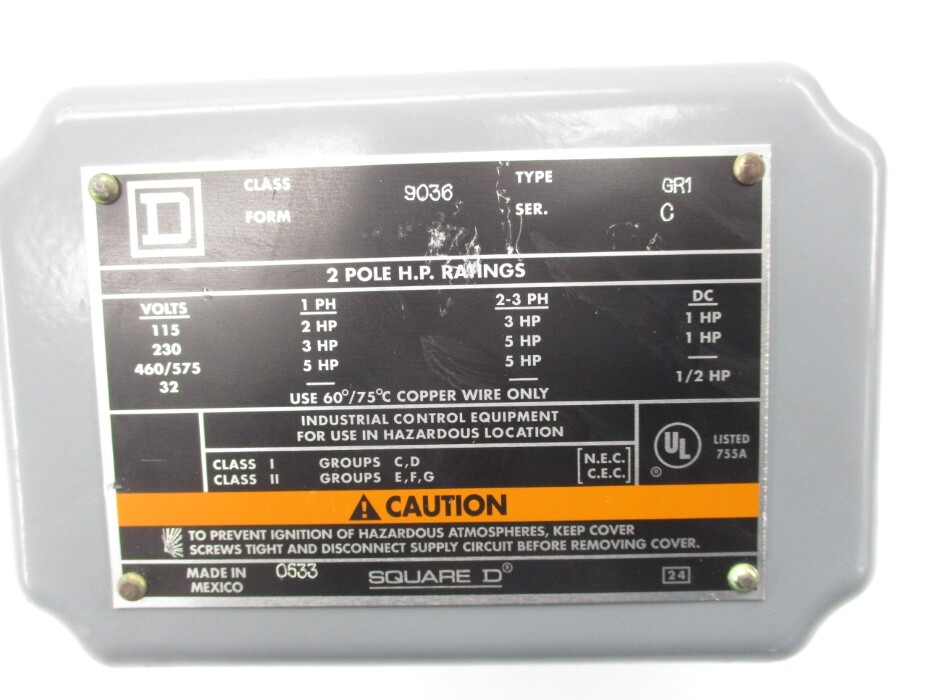 D
CLASS 9036 TYPE GR1
FORM SER. C
2 POLE H.P. RATINGS
VOLTS 1 PH 2-3 PH DC
115 2 HP 3 HP 1 HP
230 3 HP 5 HP 1 HP
460/575 5 HP 5 HP —
32 — — 1/2 HP
USE 60°/75°C COPPER WIRE ONLY
INDUSTRIAL CONTROL EQUIPMENT
FOR USE IN HAZARDOUS LOCATION
CLASS I GROUPS C,D [N.E.C.]
CLASS II GROUPS E,F,G [C.E.C.]
UL ® LISTED
755A
⚠ CAUTION
TO PREVENT IGNITION OF HAZARDOUS ATMOSPHERES, KEEP COVER
SCREWS TIGHT AND DISCONNECT SUPPLY CIRCUIT BEFORE REMOVING COVER.
MADE IN MEXICO 0533 SQUARE D® 24